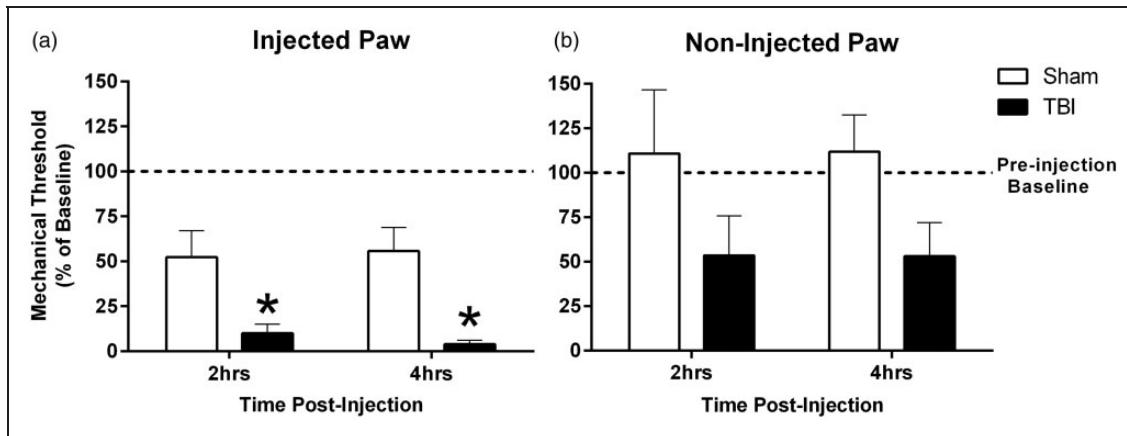 (a)
Injected Paw
Mechanical Threshold
(% of Baseline)
150
125
100
75
50
25
0
*
*
2hrs
4hrs
Time Post-Injection
(b)
Non-Injected Paw
150
125
100
75
50
25
0
2hrs
4hrs
Time Post-Injection
Sham
TBI
Pre-injection
Baseline